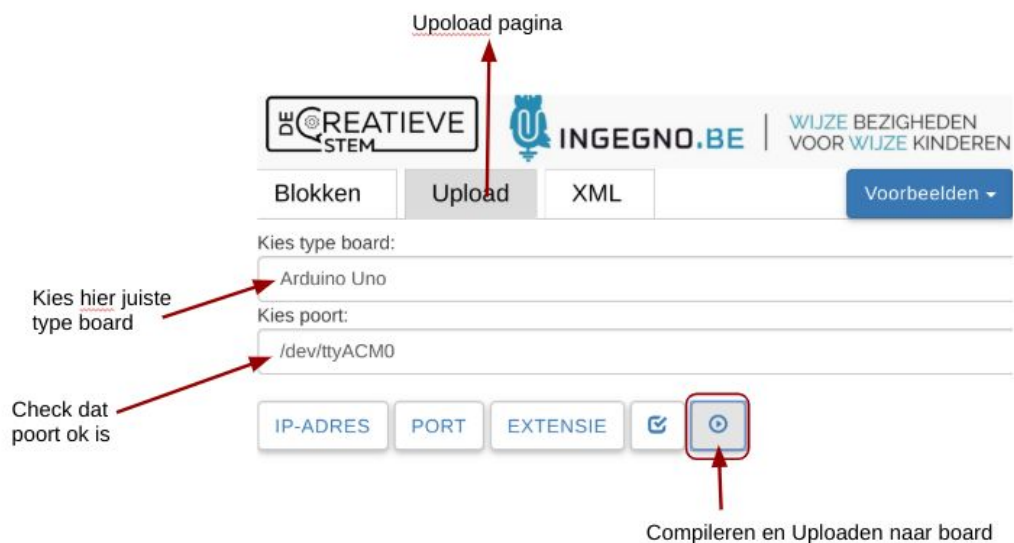 Upoload pagina
DE CREATIEVE STEM
INGEGNO.BE
WIJZE BEZIGHEDEN
VOOR WIJZE KINDEREN
Blokken
Upload
XML
Voorbeelden
Kies type board:
Arduino Uno
Kies hier juiste
type board
Kies poort:
/dev/ttyACM0
Check dat
poort ok is
IP-ADRES
PORT
EXTENSIE
Compileren en Uploaden naar board